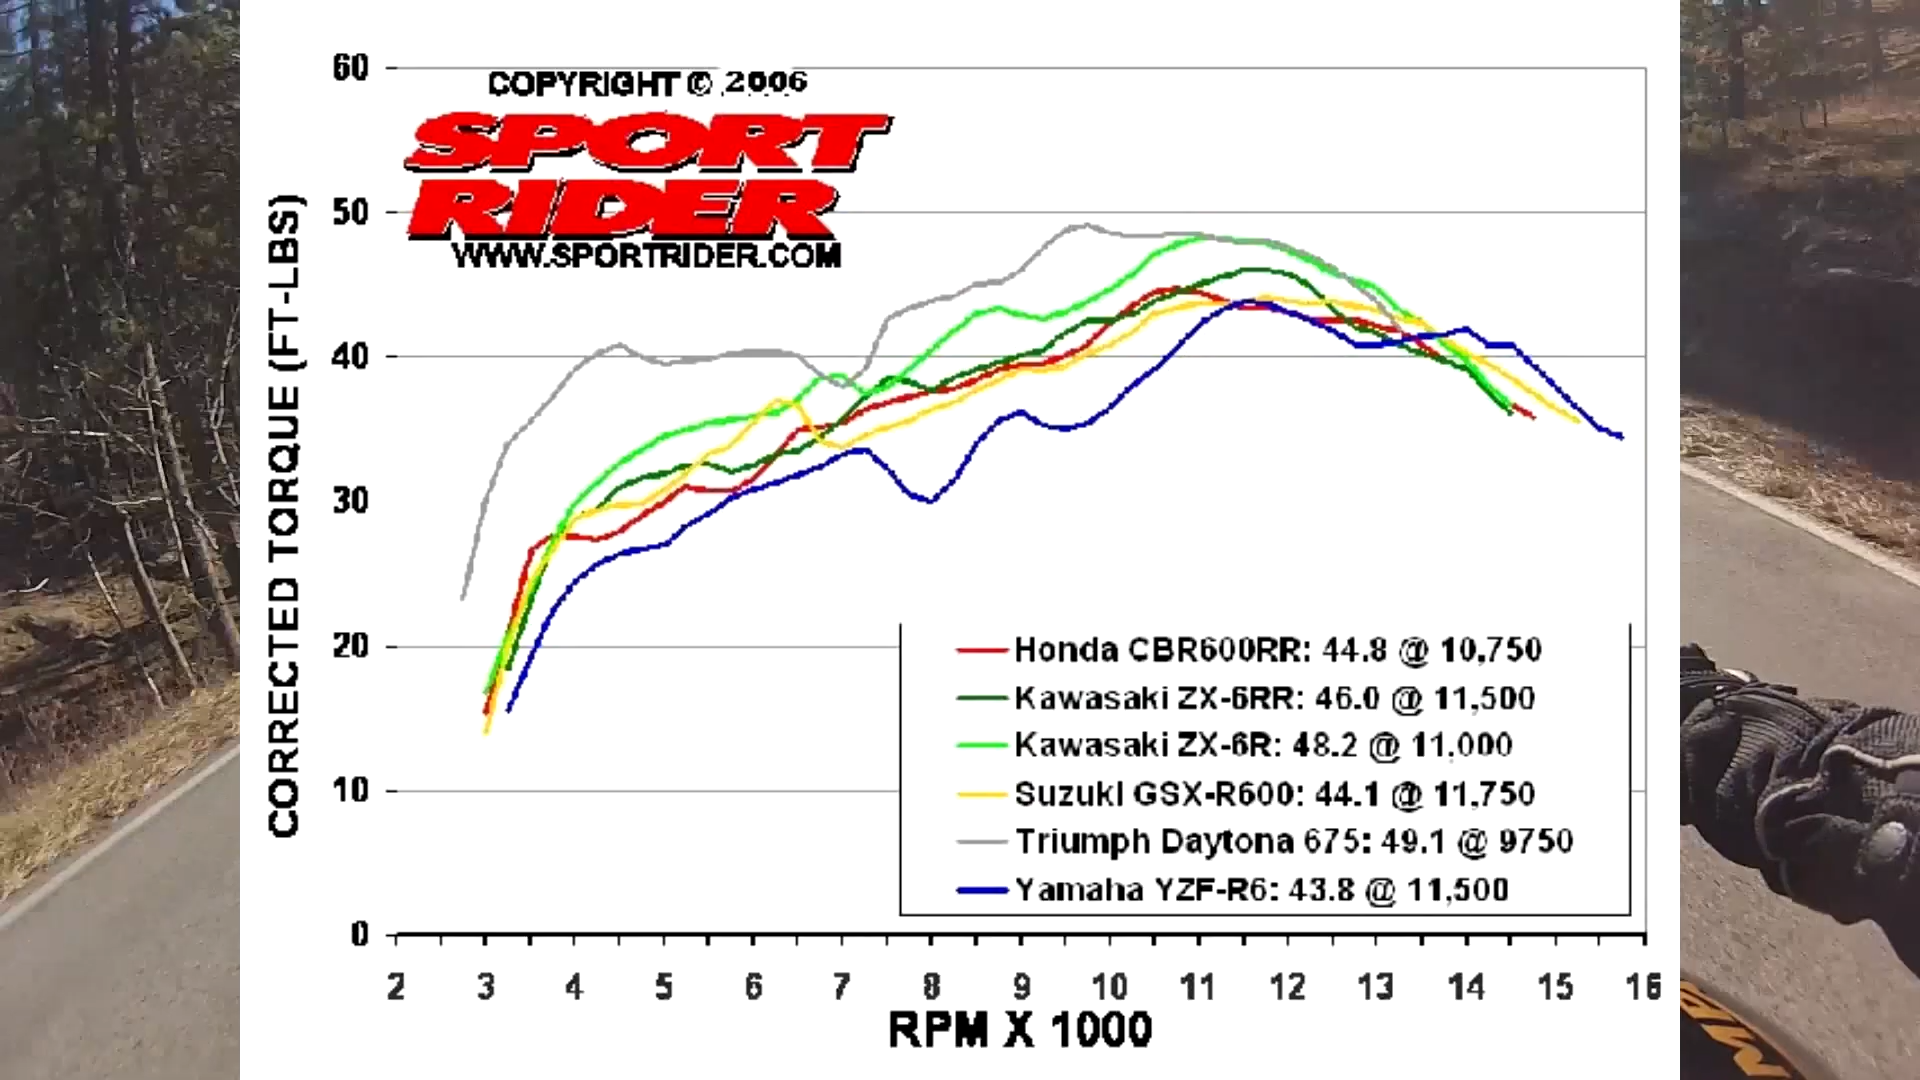 COPYRIGHT © 2006
SPORT
RIDER
WWW.SPORTRIDER.COM
CORRECTED TORQUE (FT-LBS)
60
50
40
30
20
10
0
Honda CBR600RR: 44.8 @ 10,750
Kawasaki ZX-6RR: 46.0 @ 11,500
Kawasaki ZX-6R: 48.2 @ 11,000
Suzuki GSX-R600: 44.1 @ 11,750
Triumph Daytona 675: 49.1 @ 9750
Yamaha YZF-R6: 43.8 @ 11,500
2 3 4 5 6 7 8 9 10 11 12 13 14 15 16
RPM X 1000